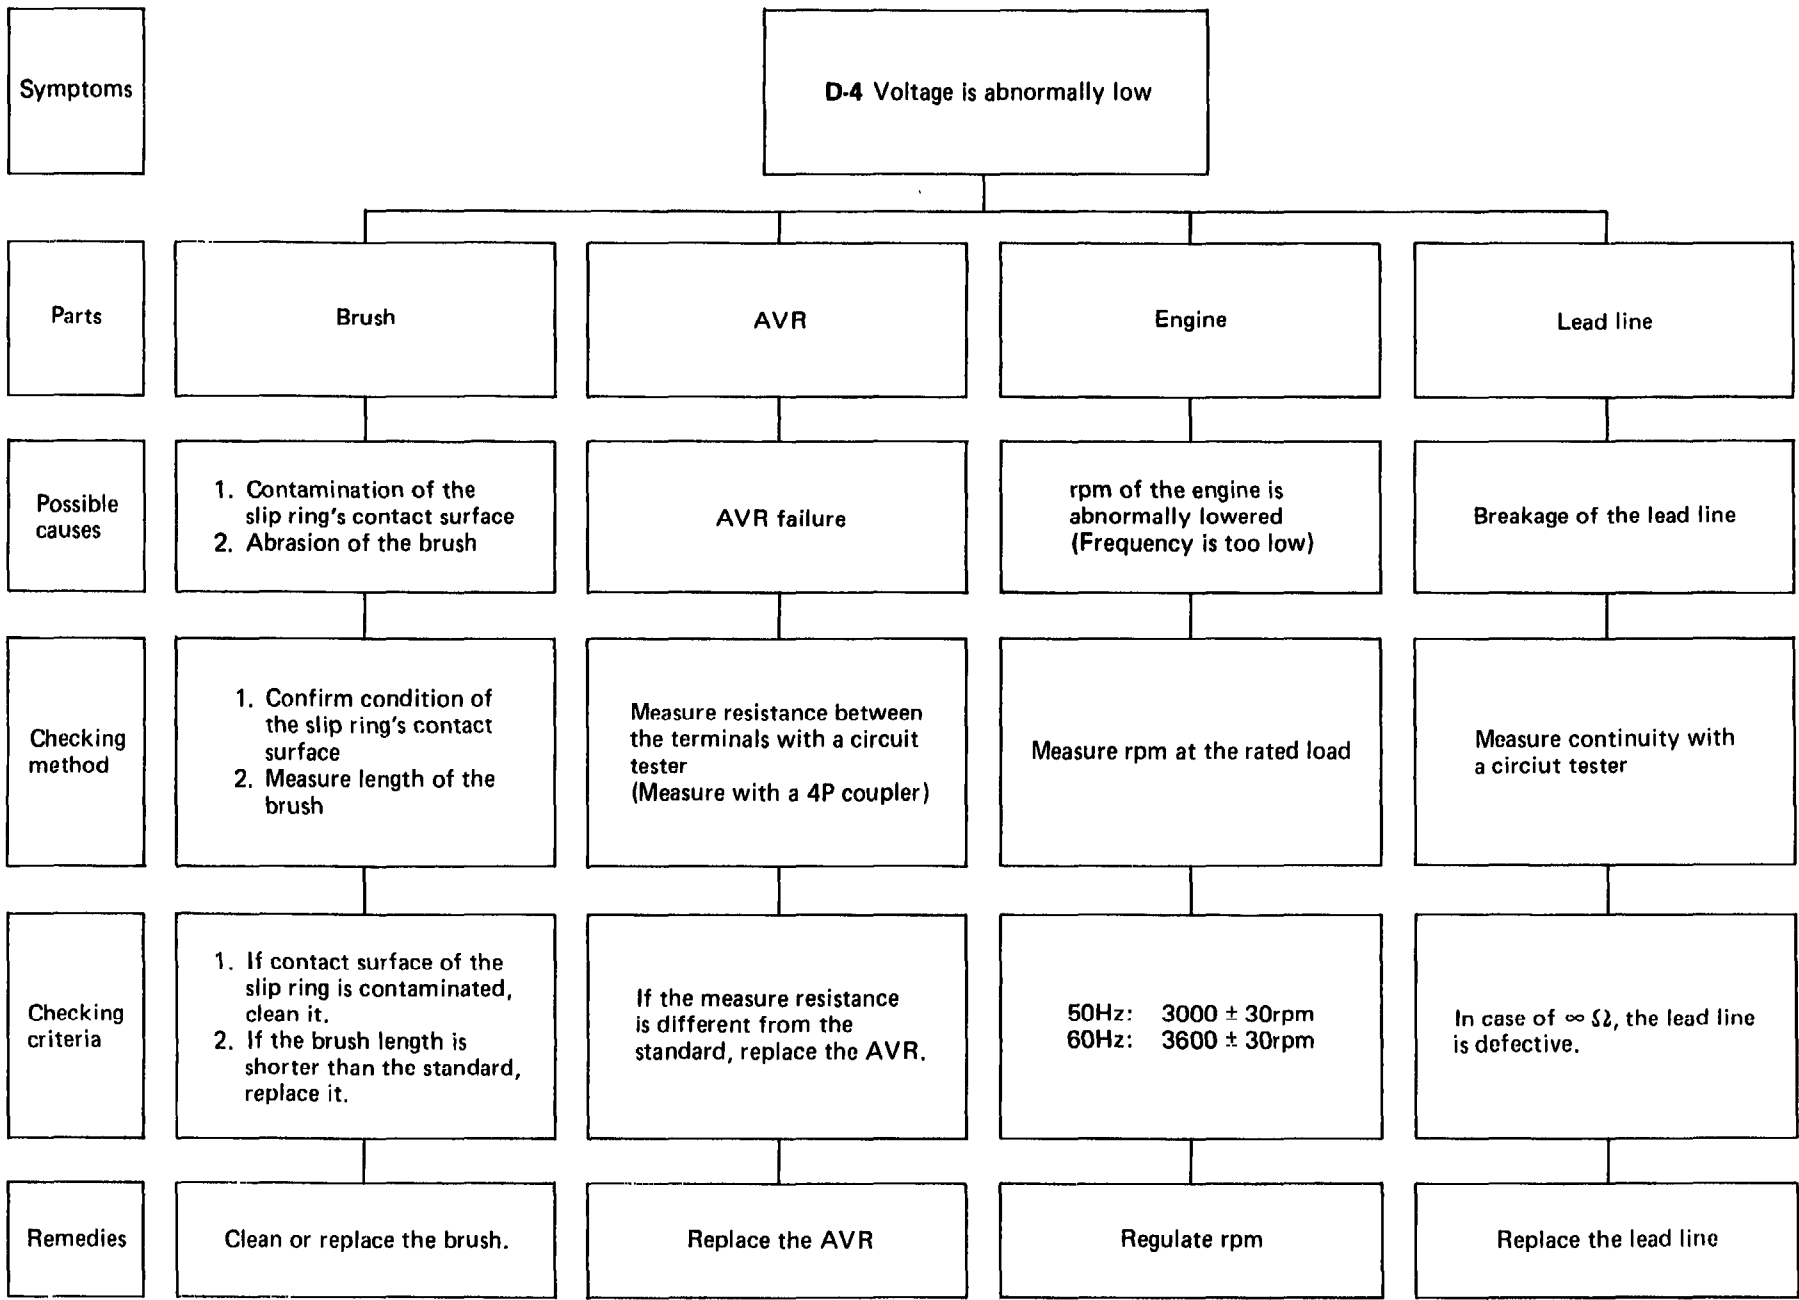 Symptoms
D-4 Voltage is abnormally low
Parts
Brush
AVR
Engine
Lead line
Possible
causes
1. Contamination of the
slip ring's contact surface
2. Abrasion of the brush
AVR failure
rpm of the engine is
abnormally lowered
(Frequency is too low)
Breakage of the lead line
Checking
method
1. Confirm condition of
the slip ring's contact
surface
2. Measure length of the
brush
Measure resistance between
the terminals with a circuit
tester
(Measure with a 4P coupler)
Measure rpm at the rated load
Measure continuity with
a circiut tester
Checking
criteria
1. If contact surface of the
slip ring is contaminated,
clean it.
2. If the brush length is
shorter than the standard,
replace it.
If the measure resistance
is different from the
standard, replace the AVR.
50Hz: 3000 ± 30rpm
60Hz: 3600 ± 30rpm
In case of ∞ Ω, the lead line
is defective.
Remedies
Clean or replace the brush.
Replace the AVR
Regulate rpm
Replace the lead line